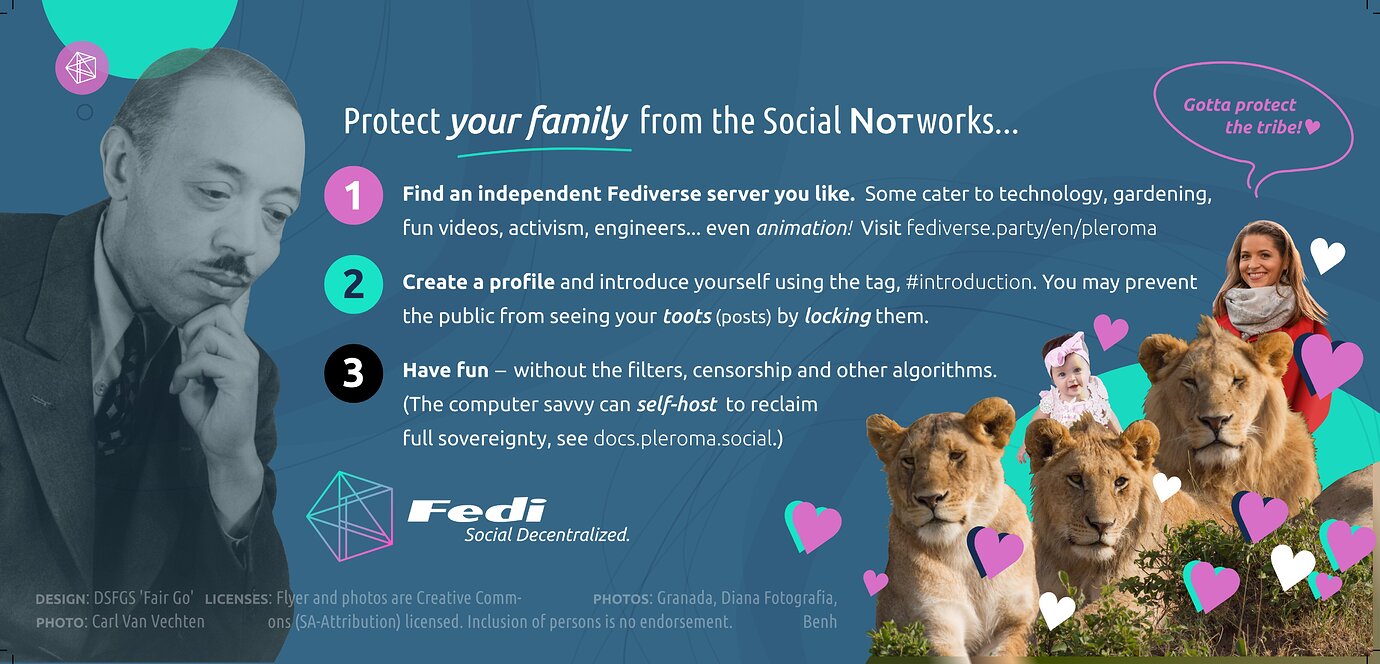 Protect your family from the Social NOTworks...
Gotta protect
the tribe!
1
Find an independent Fediverse server you like. Some cater to technology, gardening,
fun videos, activism, engineers... even animation! Visit fediverse.party/en/pleroma
2
Create a profile and introduce yourself using the tag, #introduction. You may prevent
the public from seeing your toots (posts) by locking them.
3
Have fun – without the filters, censorship and other algorithms.
(The computer savvy can self-host to reclaim
full sovereignty, see docs.pleroma.social.)
Fedi
Social Decentralized.
DESIGN: DSFGS 'Fair Go' LICENSES: Flyer and photos are Creative Comm- PHOTOS: Granada, Diana Fotografia,
PHOTO: Carl Van Vechten ons (SA-Attribution) licensed. Inclusion of persons is no endorsement. Benh